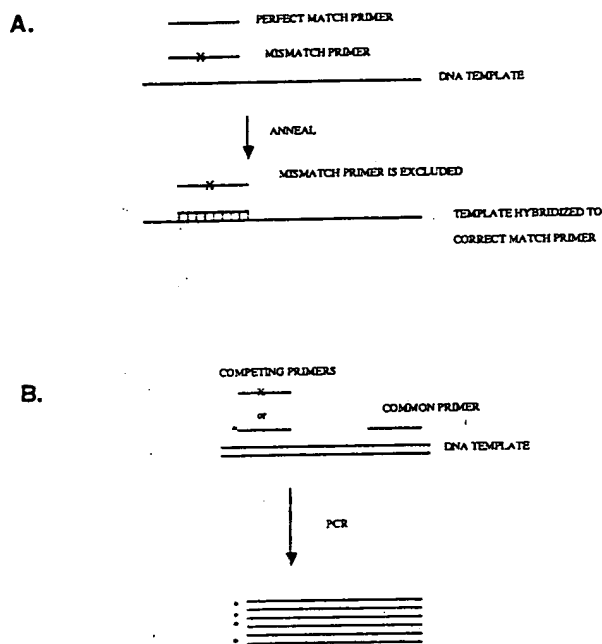 A.
PERFECT MATCH PRIMER
MISMATCH PRIMER
DNA TEMPLATE
ANNEAL
MISMATCH PRIMER IS EXCLUDED
TEMPLATE HYBRIDIZED TO
CORRECT MATCH PRIMER
B.
COMPETING PRIMERS
or
COMMON PRIMER
DNA TEMPLATE
PCR